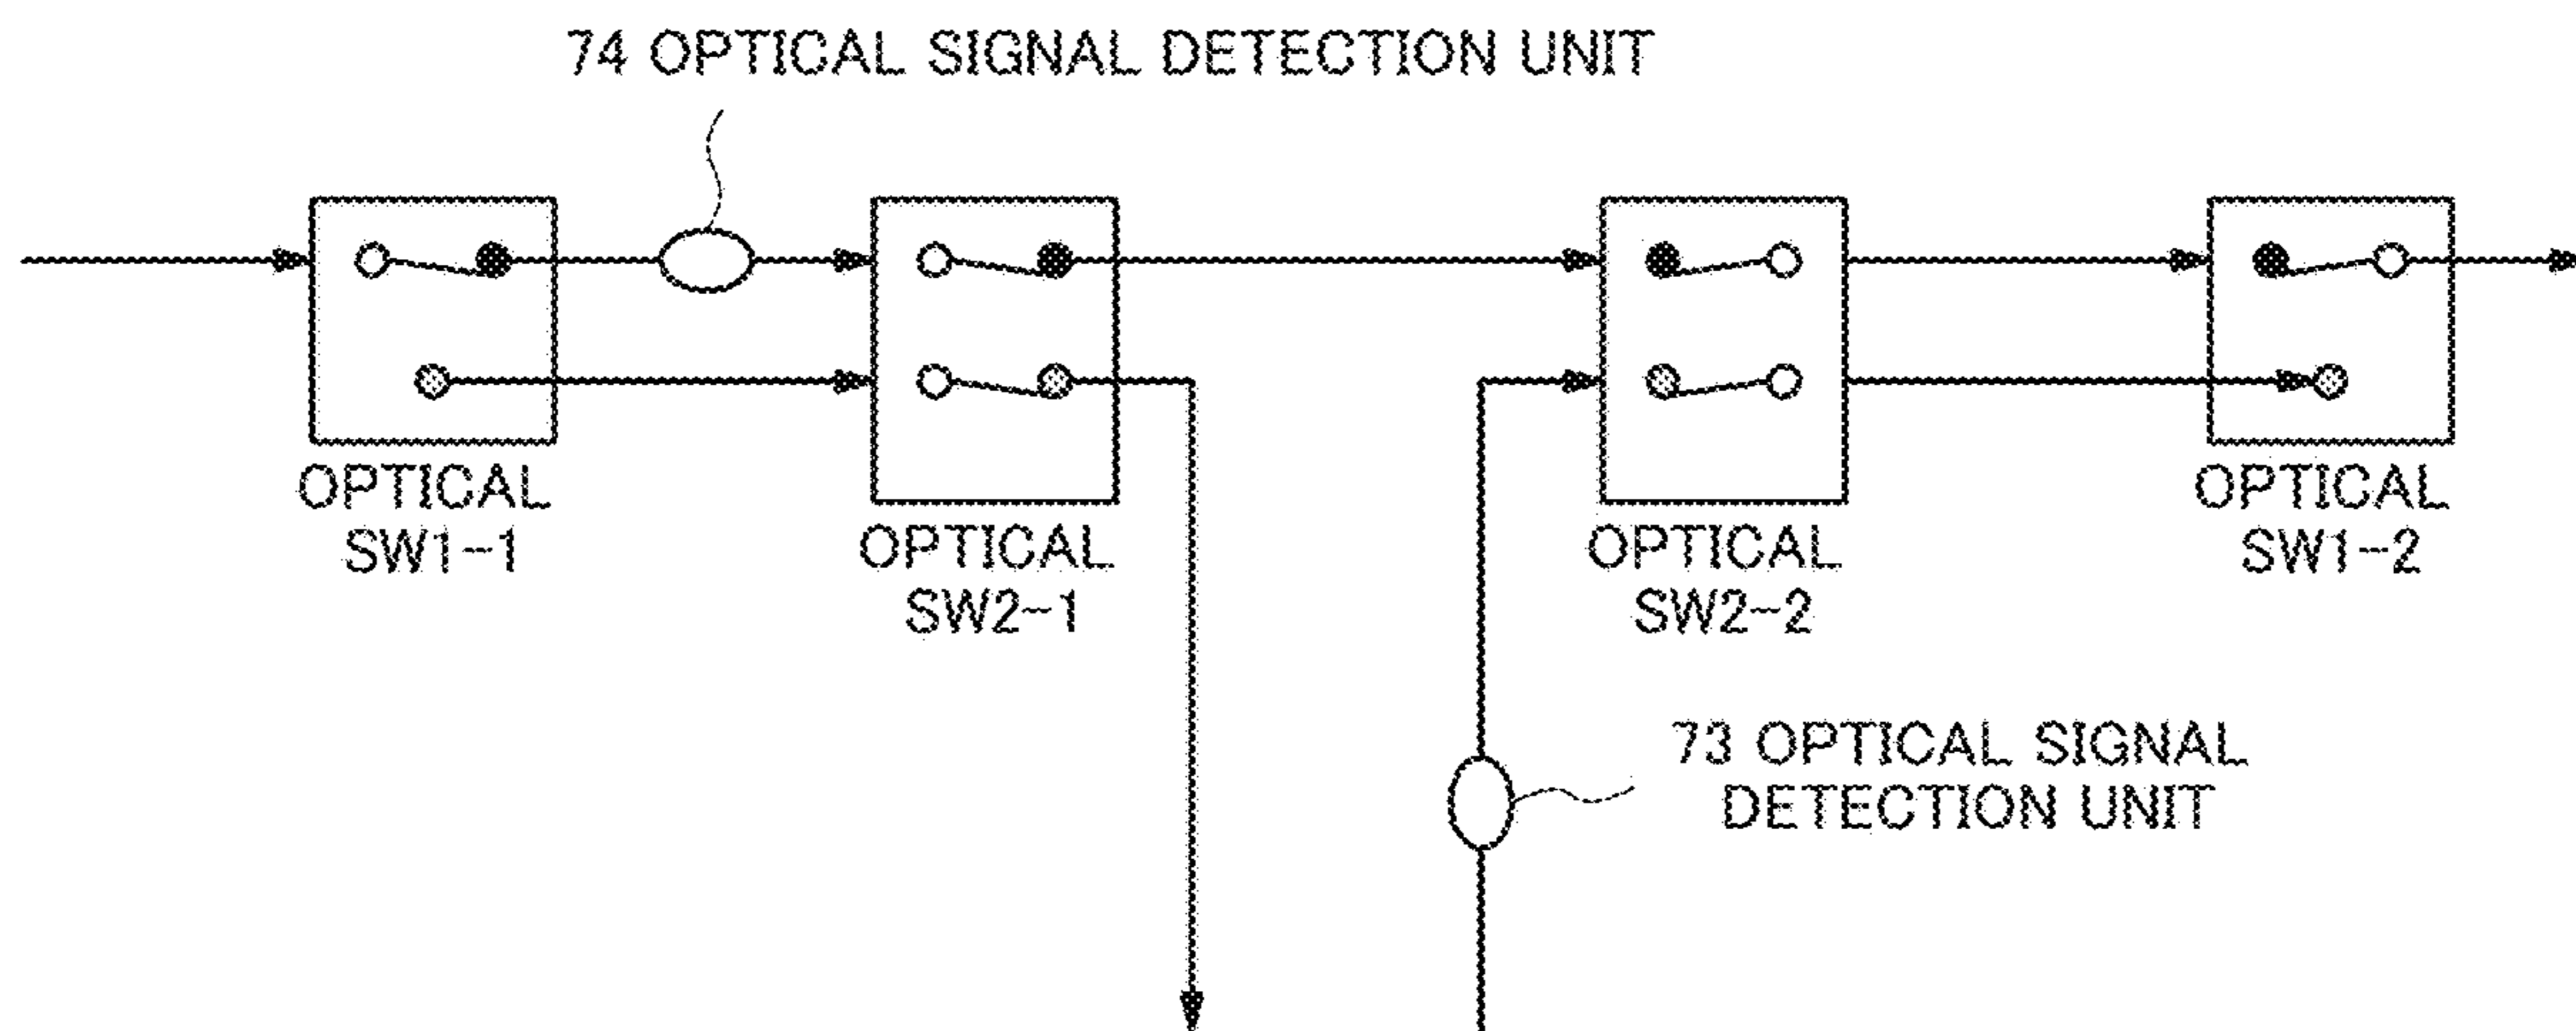 74 OPTICAL SIGNAL DETECTION UNIT
OPTICAL
SW1-1
OPTICAL
SW2-1
OPTICAL
SW2-2
OPTICAL
SW1-2
73 OPTICAL SIGNAL
DETECTION UNIT